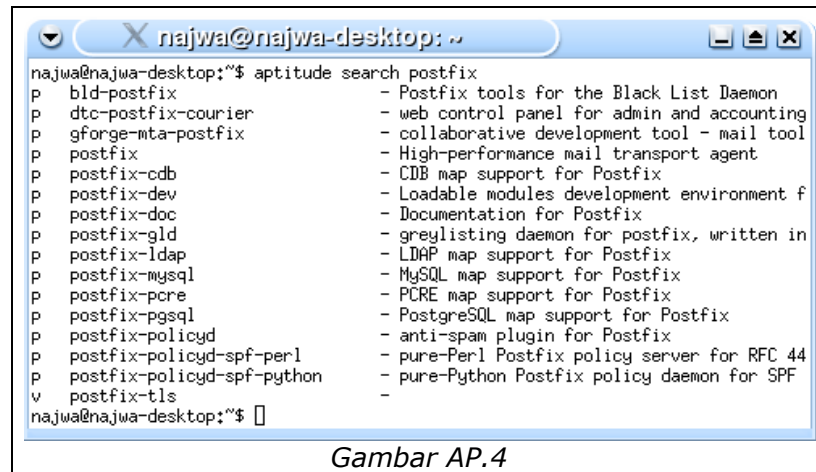 najwa@najwa-desktop: ~
najwa@najwa-desktop:~$ aptitude search postfix
p   bld-postfix                     - Postfix tools for the Black List Daemon
p   dtc-postfix-courier             - web control panel for admin and accounting
p   gforge-mta-postfix              - collaborative development tool - mail tool
p   postfix                         - High-performance mail transport agent
p   postfix-cdb                     - CDB map support for Postfix
p   postfix-dev                     - Loadable modules development environment f
p   postfix-doc                     - Documentation for Postfix
p   postfix-gld                     - greylisting daemon for postfix, written in
p   postfix-ldap                    - LDAP map support for Postfix
p   postfix-mysql                   - MySQL map support for Postfix
p   postfix-pcre                    - PCRE map support for Postfix
p   postfix-pgsql                   - PostgreSQL map support for Postfix
p   postfix-policyd                 - anti-spam plugin for Postfix
p   postfix-policyd-spf-perl        - pure-Perl Postfix policy server for RFC 44
p   postfix-policyd-spf-python      - pure-Python Postfix policy daemon for SPF
v   postfix-tls                     -
najwa@najwa-desktop:~$
Gambar AP.4